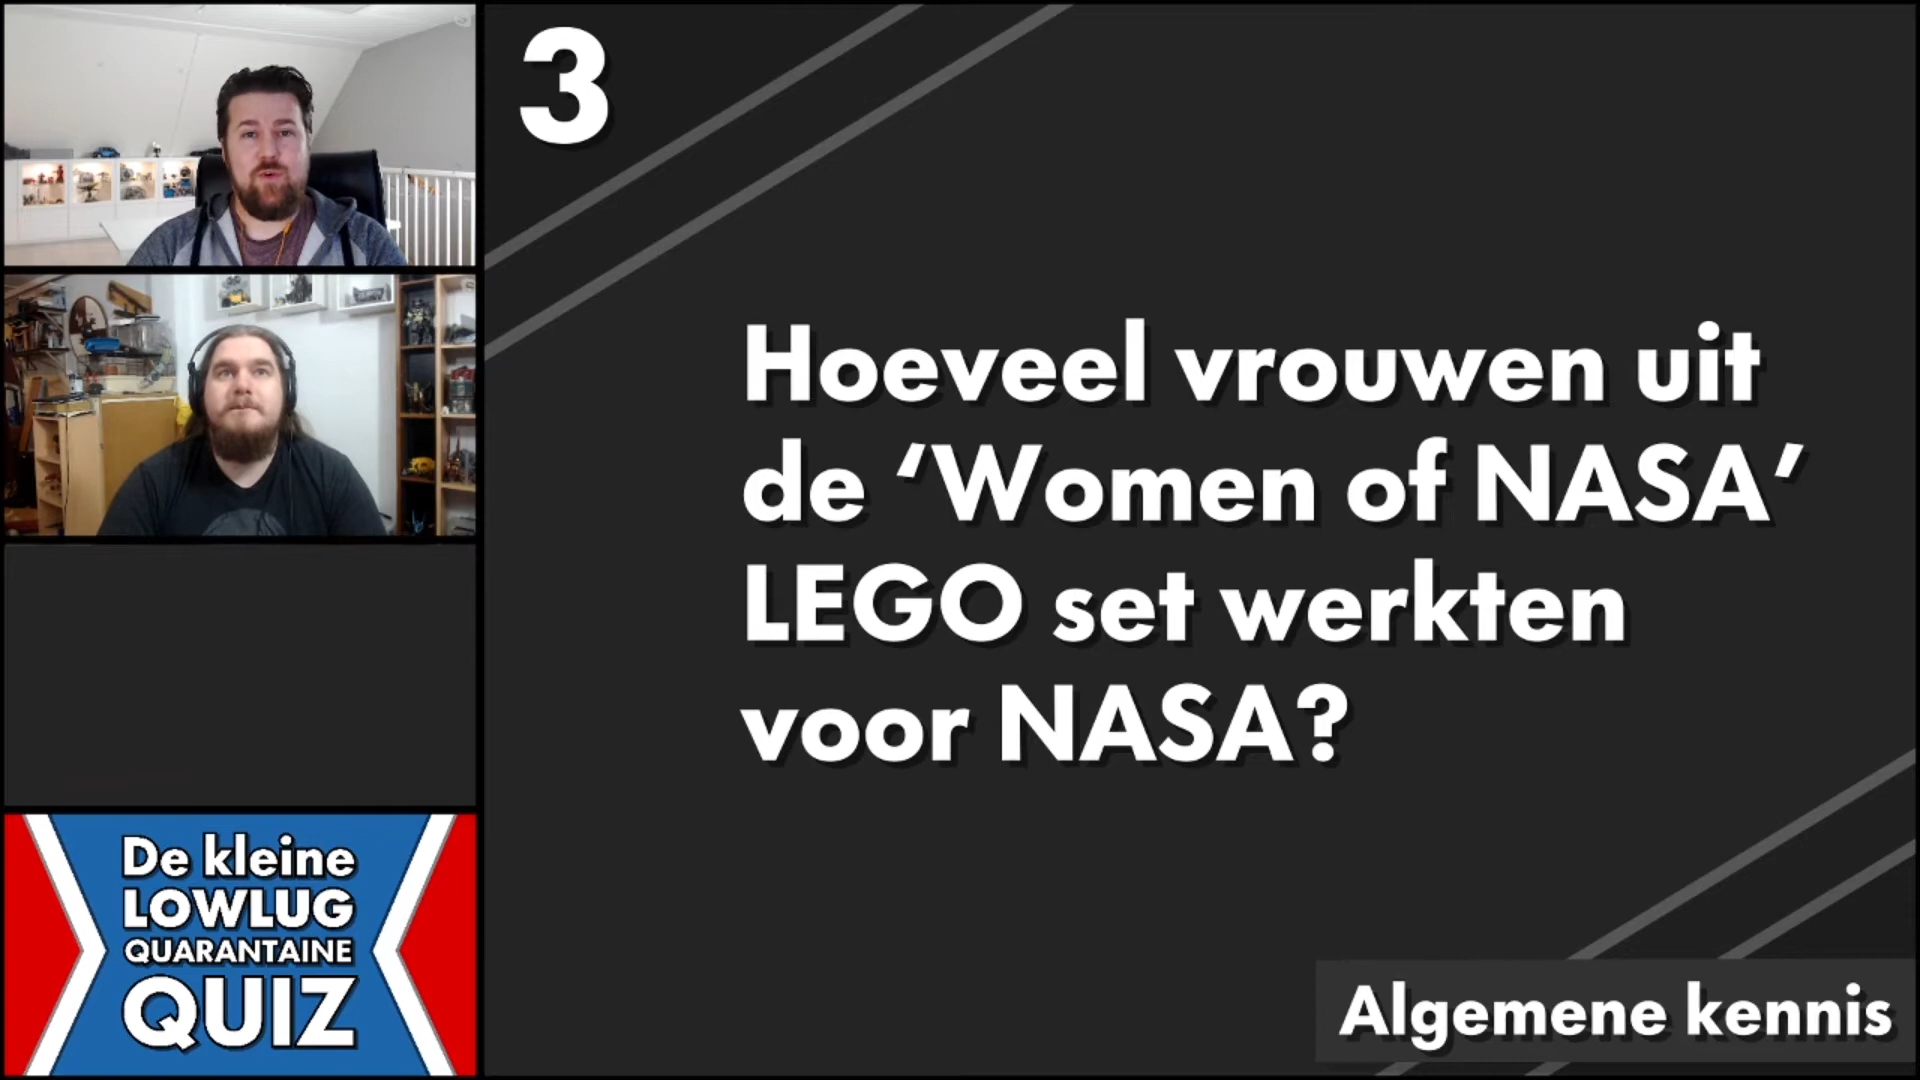 3
Hoeveel vrouwen uit
de ‘Women of NASA’
LEGO set werkten
voor NASA?
Algemene kennis
De kleine
LOWLUG
QUARANTAINE
QUIZ